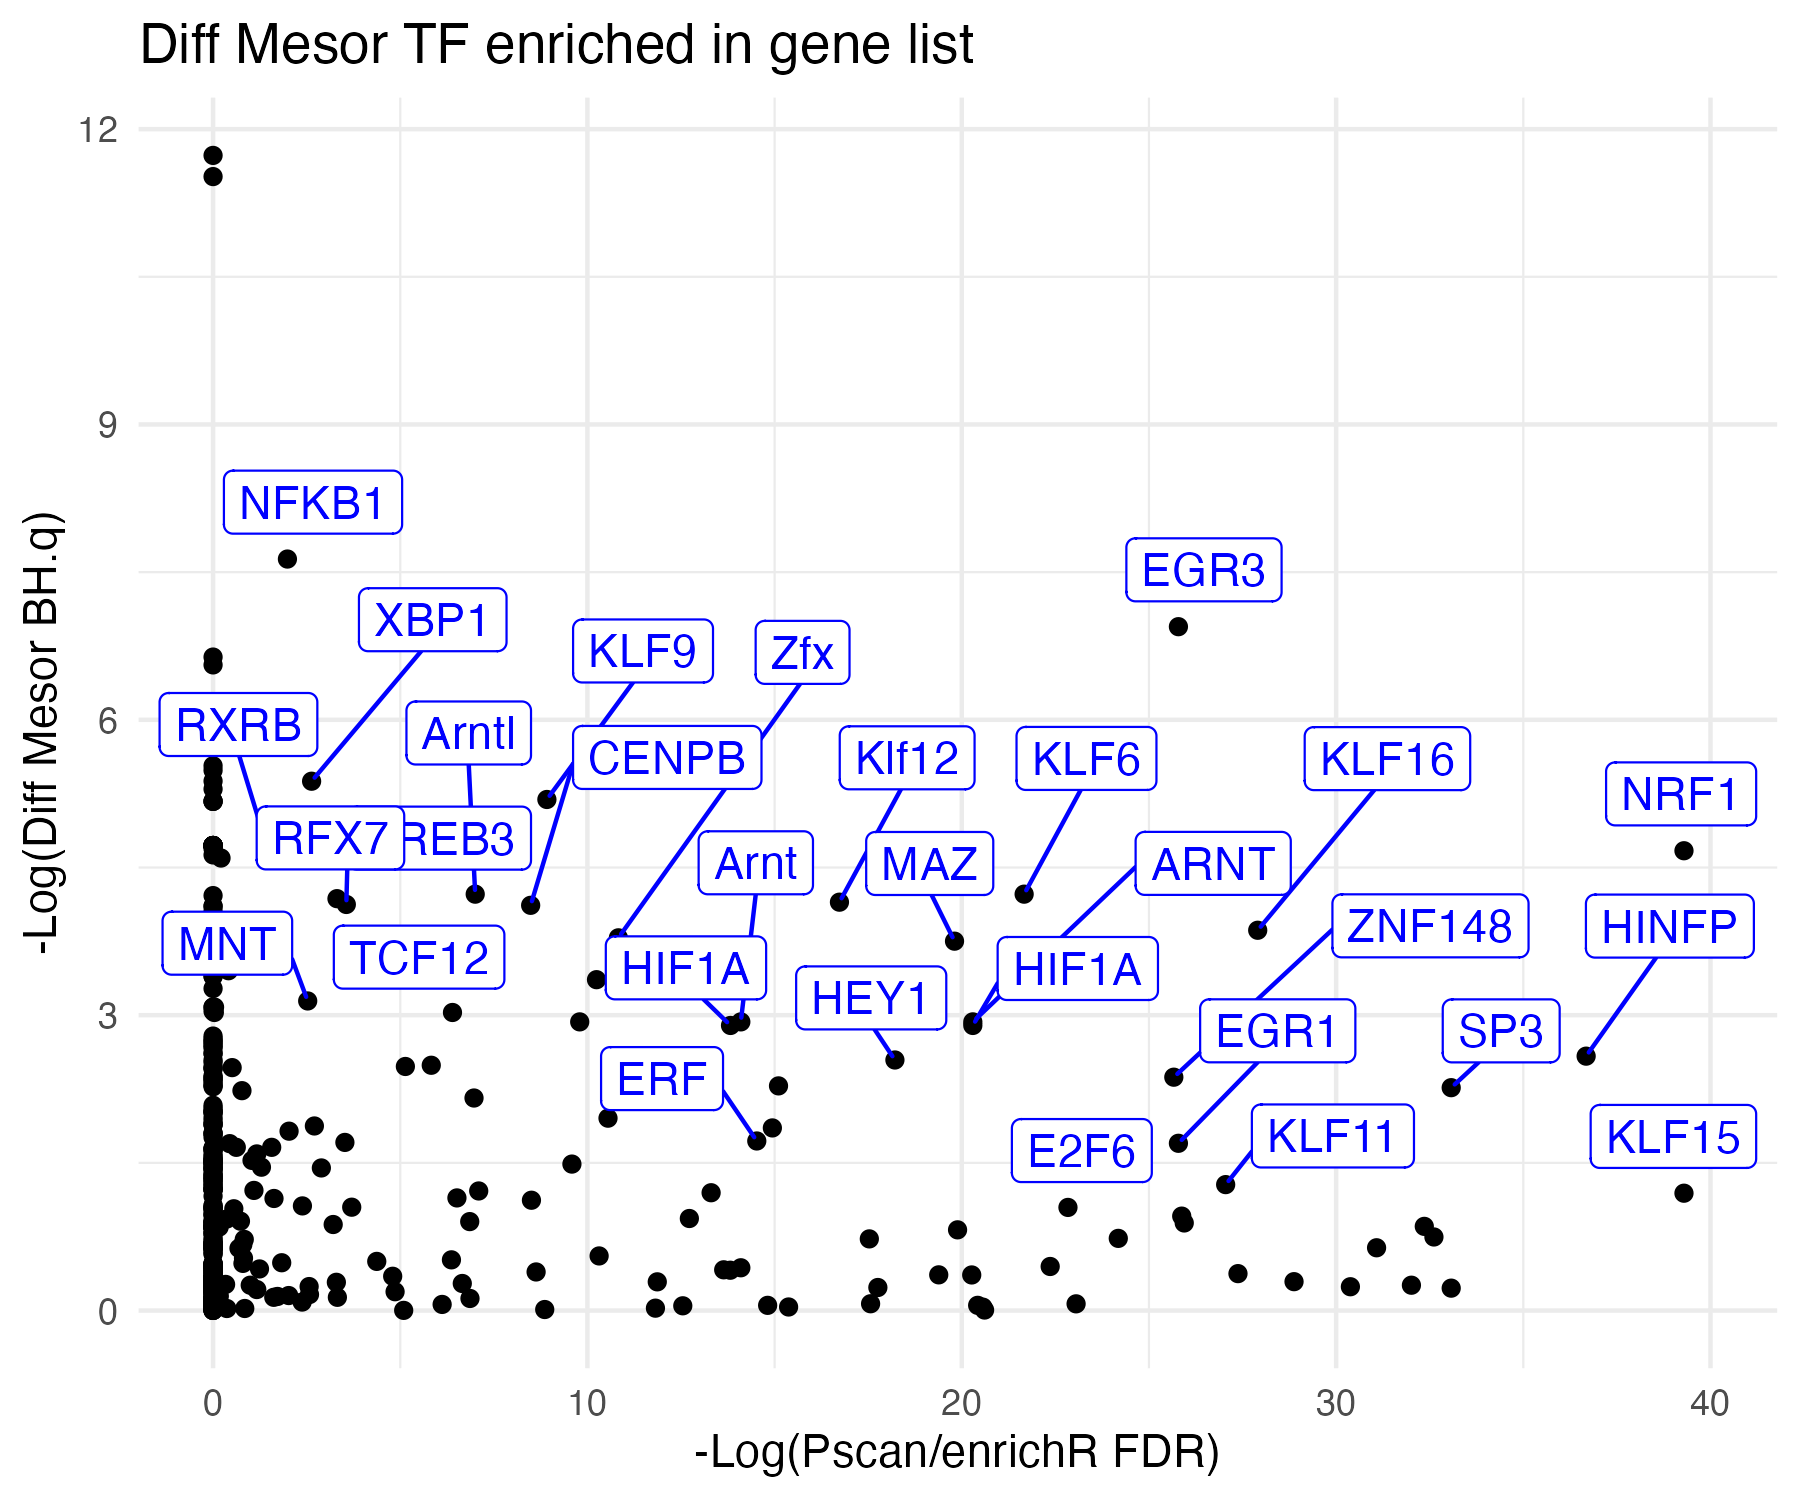 Diff Mesor TF enriched in gene list
12
9
6
3
0
-Log(Diff Mesor BH.q)
NFKB1
EGR3
XBP1
KLF9
Zfx
RXRB
Arntl
CENPB
Klf12
KLF6
KLF16
NRF1
RFX7
REB3
Arnt
MAZ
ARNT
ZNF148
HINFP
MNT
TCF12
HIF1A
HIF1A
HEY1
EGR1
SP3
ERF
E2F6
KLF11
KLF15
0
10
20
30
40
-Log(Pscan/enrichR FDR)